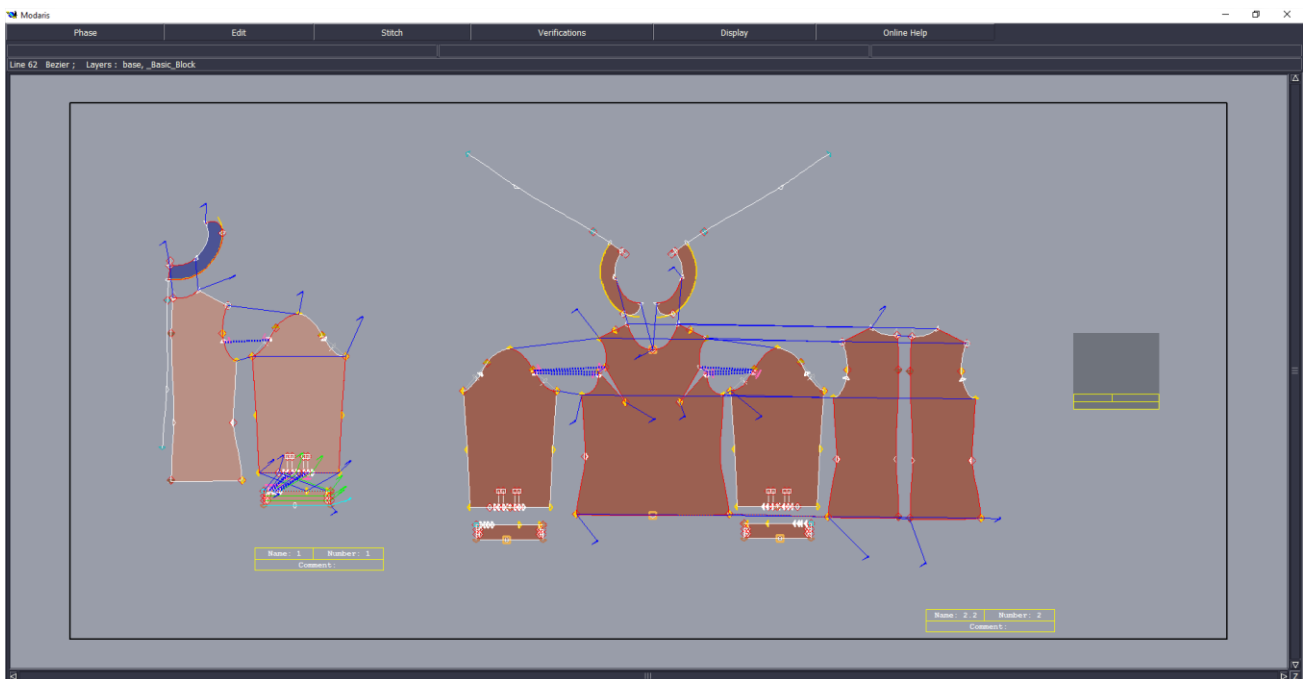 Modaris
Phase Edit Stitch Verifications Display Online Help
Line 62 Bezier ; Layers : base, _Basic_Block
Name: 1 Number: 1
Comment:
Name: 2.2 Number: 2
Comment:
Z